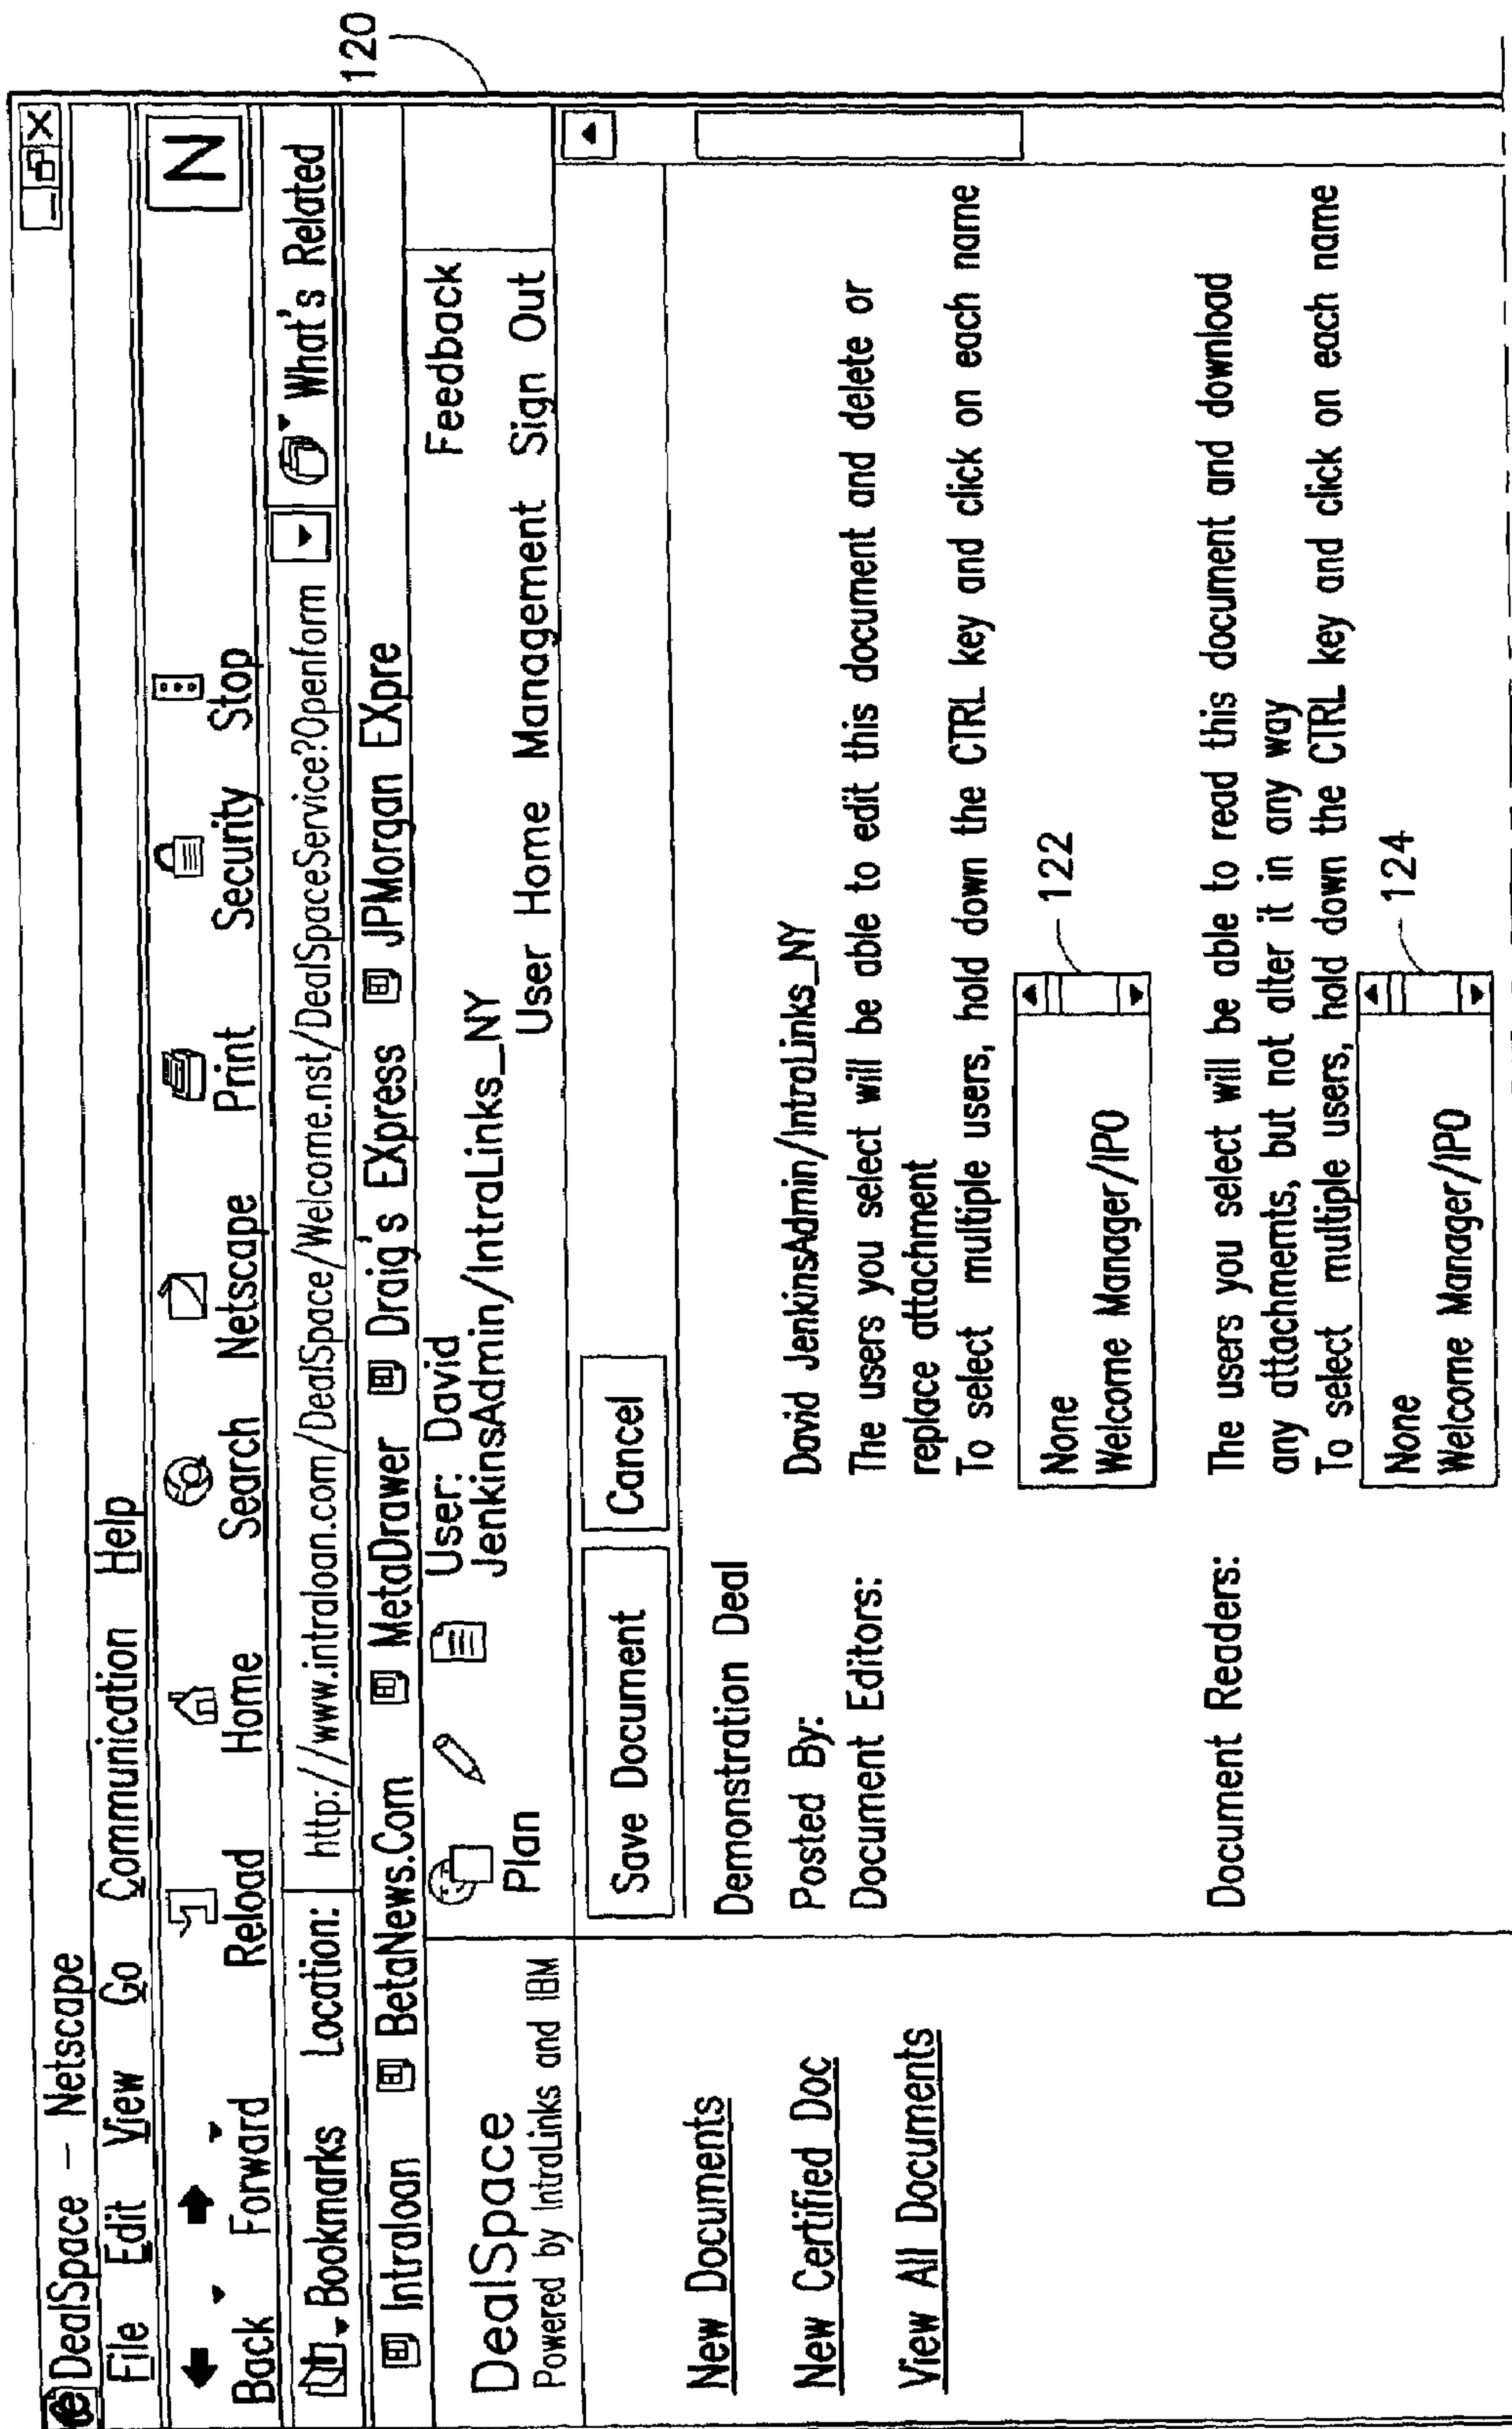 DealSpace – Netscape
File Edit View Go Communication Help
Back Forward Reload Home Search Netscape Print Security Stop
N
Bookmarks Location: http://www.intraloan.com/DealSpace/Welcome.nst/DealSpaceService?Openform What's Related
Intraloan BetaNews.Com MetaDrawer Draig's EXpress JPMorgan EXpre
120
DealSpace
Powered by IntraLinks and IBM
Plan
User: David
JenkinsAdmin/IntraLinks_NY
Feedback
User Home Management Sign Out
Save Document Cancel
New Documents
New Certified Doc
View All Documents
Demonstration Deal
Posted By: David JenkinsAdmin/IntraLinks_NY
Document Editors: The users you select will be able to edit this document and delete or
replace attachment
To select multiple users, hold down the CTRL key and click on each name
None
Welcome Manager/IPO
122
Document Readers: The users you select will be able to read this document and download
any attachments, but not alter it in any way
To select multiple users, hold down the CTRL key and click on each name
None
Welcome Manager/IPO
124